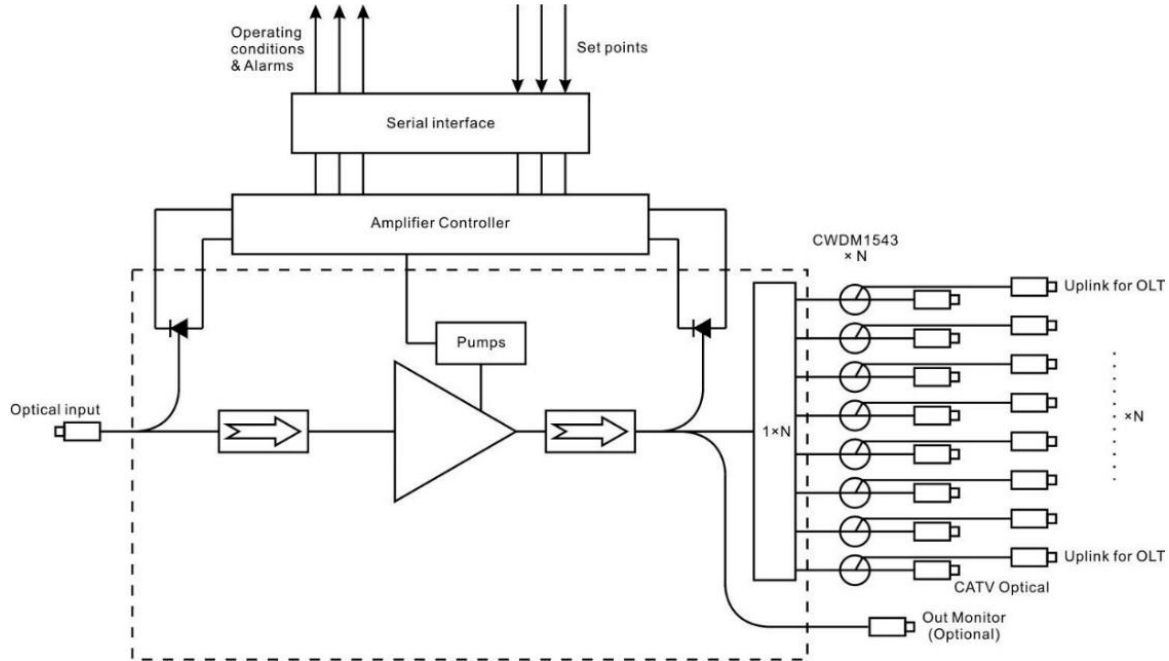 Operating
conditions
& Alarms
Set points
Serial interface
Amplifier Controller
CWDM1543
× N
Uplink for OLT
Pumps
Optical input
1×N
×N
Uplink for OLT
CATV Optical
Out Monitor
(Optional)